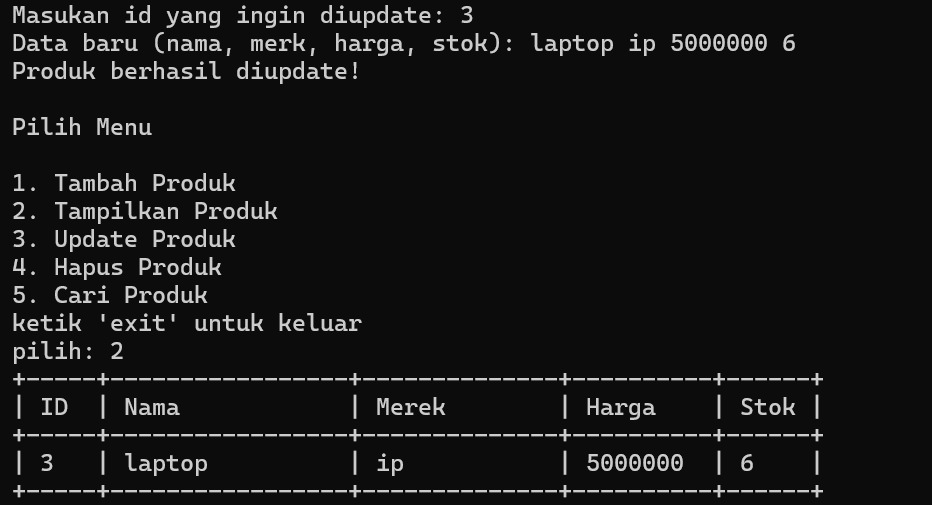 Masukan id yang ingin diupdate: 3
Data baru (nama, merk, harga, stok): laptop ip 5000000 6
Produk berhasil diupdate!
Pilih Menu
1. Tambah Produk
2. Tampilkan Produk
3. Update Produk
4. Hapus Produk
5. Cari Produk
ketik 'exit' untuk keluar
pilih: 2
+-----+-----------------+--------------+----------+------+
| ID  | Nama            | Merek        | Harga    | Stok |
+-----+-----------------+--------------+----------+------+
| 3   | laptop          | ip           | 5000000  | 6    |
+-----+-----------------+--------------+----------+------+